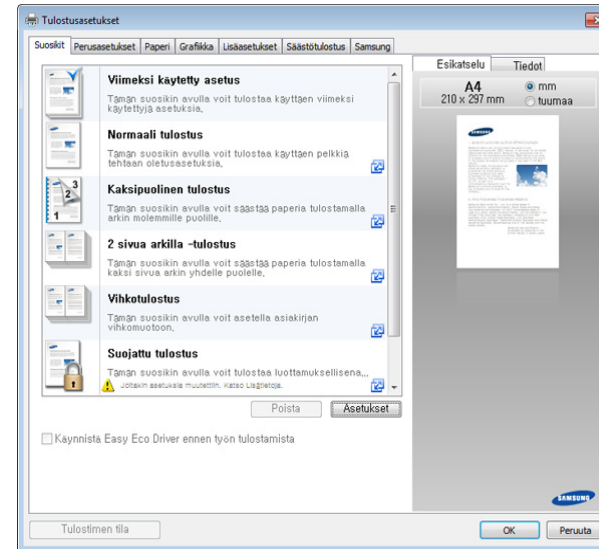 Tulostusasetukset
Suosikit Perusasetukset Paperi Grafiikka Lisäasetukset Säästötulostus Samsung
Esikatselu Tiedot
A4
210 x 297 mm
mm
tuumaa
Viimeksi käytetty asetus
Tämän suosikin avulla voit tulostaa käyttäen viimeksi
käytettyjä asetuksia.
Normaali tulostus
Tämän suosikin avulla voit tulostaa käyttäen pelkkiä
tehtaan oletusasetuksia.
Kaksipuolinen tulostus
Tämän suosikin avulla voit säästää paperia tulostamalla
arkin molemmille puolille.
2 sivua arkilla -tulostus
Tämän suosikin avulla voit säästää paperia tulostamalla
kaksi sivua arkin yhdelle puolelle.
Vihkotulostus
Tämän suosikin avulla voit asetella asiakirjan
vihkomuotoon.
Suojattu tulostus
Tämän suosikin avulla voit tulostaa luottamuksellisena...
Joitakin asetuksia muutettiin. Katso Lisätietoja.
1 2 3
Poista Asetukset
Käynnistä Easy Eco Driver ennen työn tulostamista
SAMSUNG
SAMSUNG
Tulostimen tila OK Peruuta